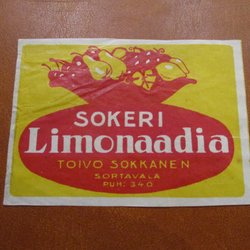 SOKERI
Limonaadia
TOIVO SOKKANEN
SORTAVALA
PUH: 340